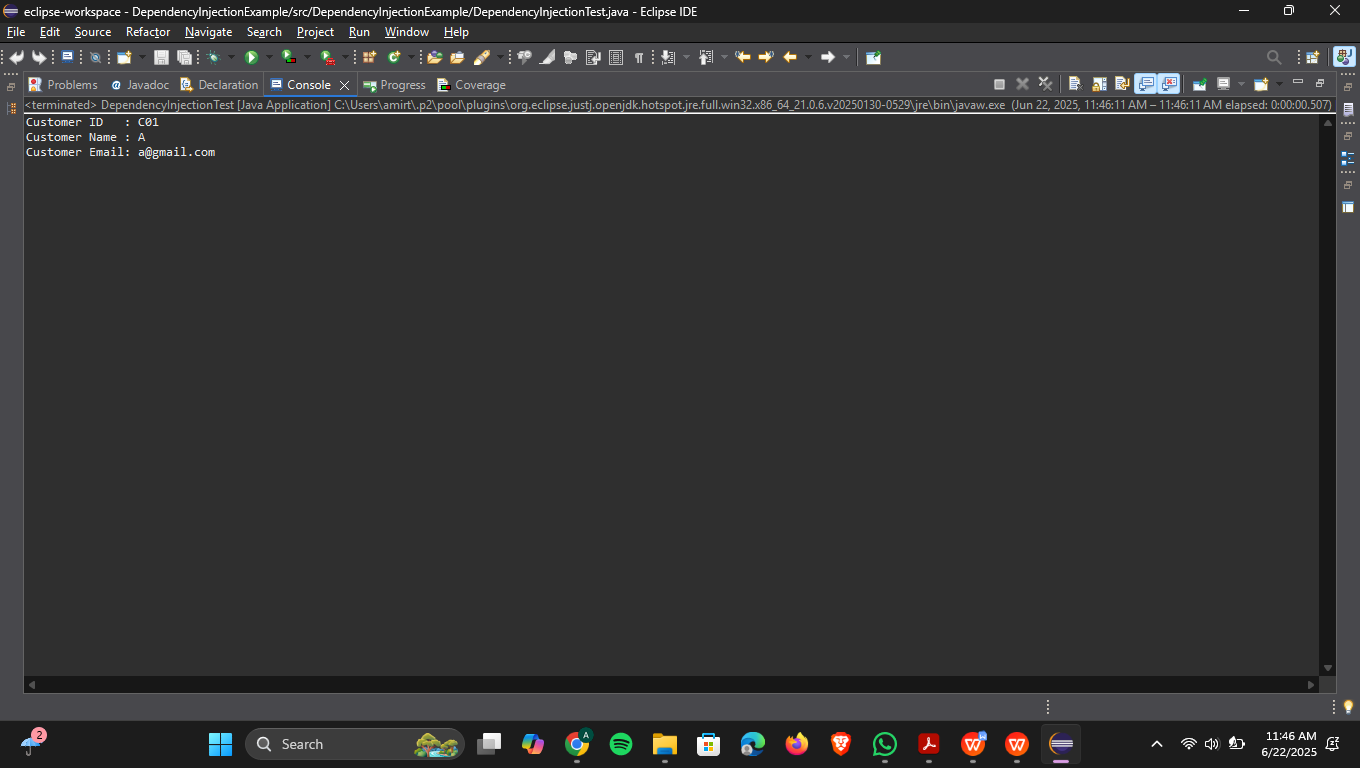 eclipse-workspace - DependencyInjectionExample/src/DependencyInjectionExample/DependencyInjectionTest.java - Eclipse IDE
File Edit Source Refactor Navigate Search Project Run Window Help
Problems Javadoc Declaration Console Progress Coverage
<terminated> DependencyInjectionTest [Java Application] C:\Users\amirt\.p2\pool\plugins\org.eclipse.justj.openjdk.hotspot.jre.full.win32.x86_64_21.0.6.v20250130-0529\jre\bin\javaw.exe (Jun 22, 2025, 11:46:11 AM – 11:46:11 AM elapsed: 0:00:00.507)
Customer ID   : C01
Customer Name : A
Customer Email: a@gmail.com
2
Search
A
11:46 AM
6/22/2025